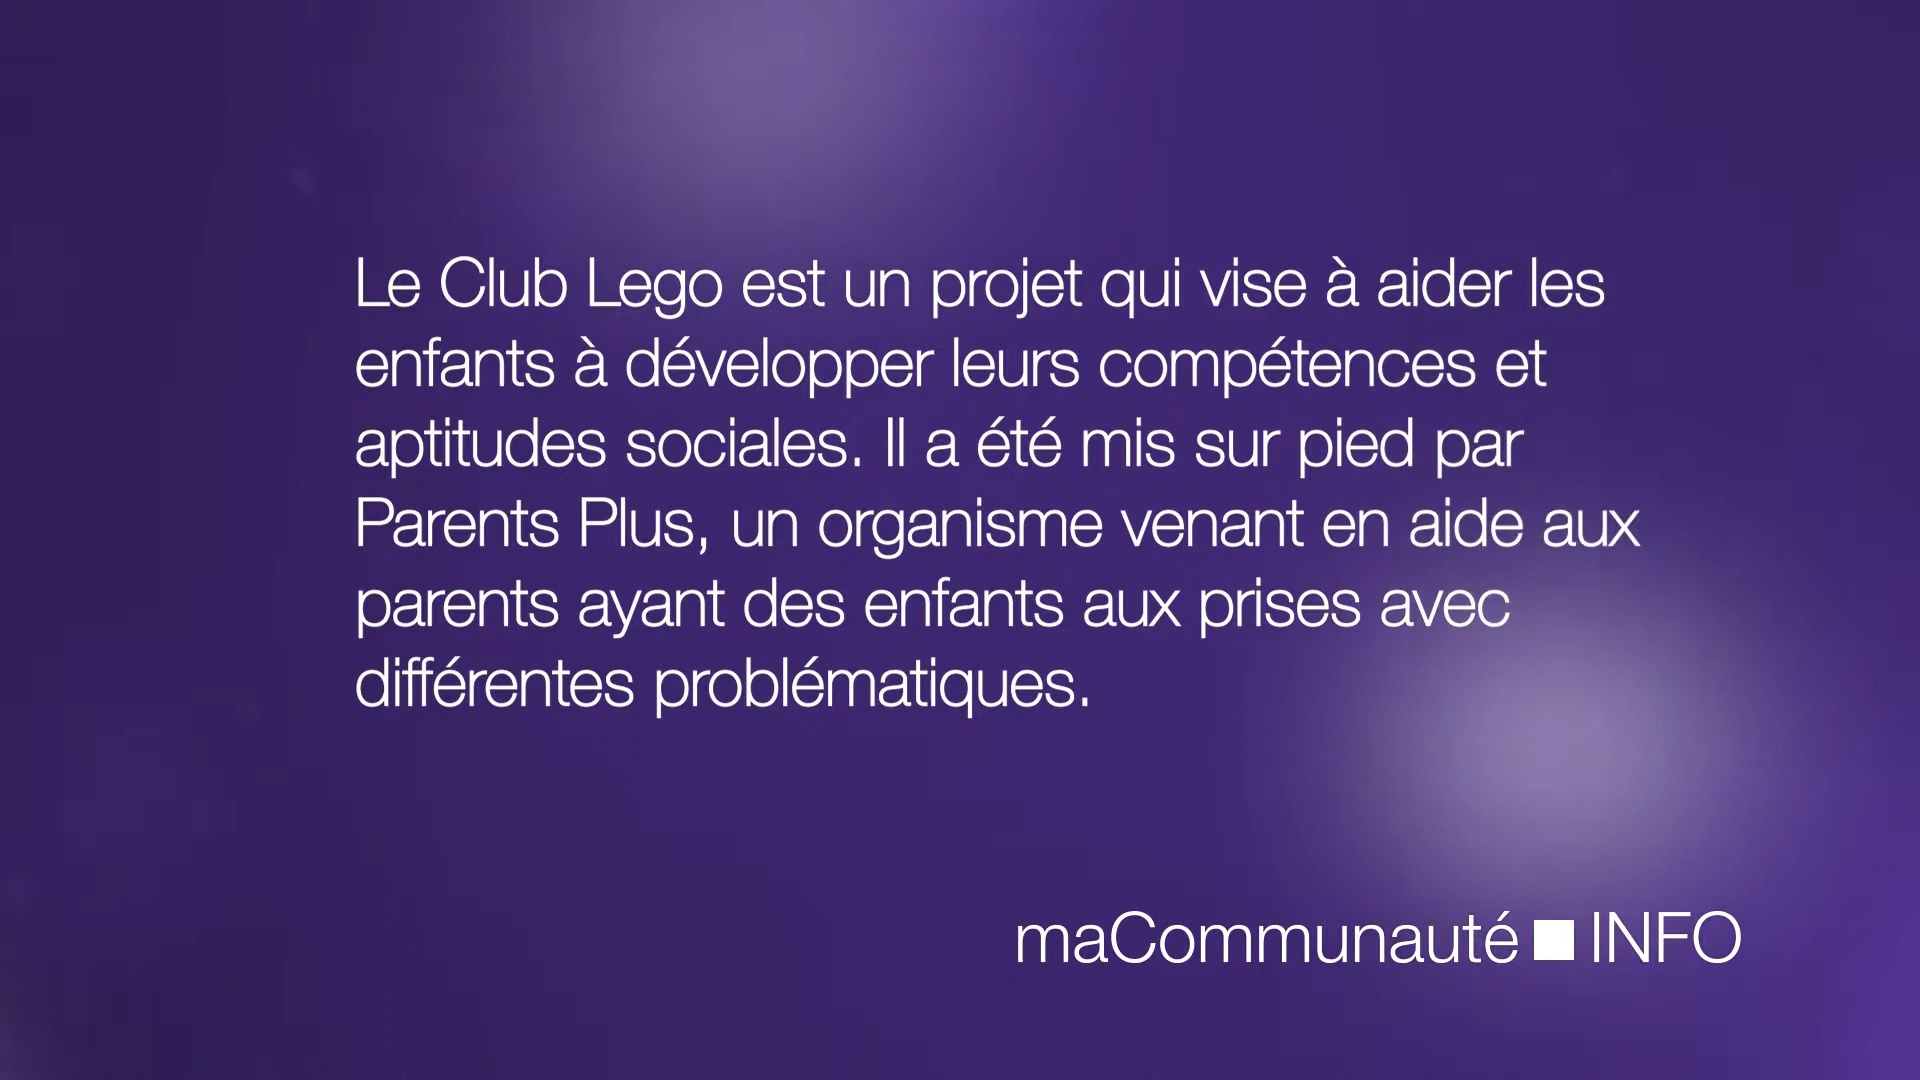 Le Club Lego est un projet qui vise à aider les
enfants à développer leurs compétences et
aptitudes sociales. Il a été mis sur pied par
Parents Plus, un organisme venant en aide aux
parents ayant des enfants aux prises avec
différentes problématiques.
maCommunauté ■ INFO